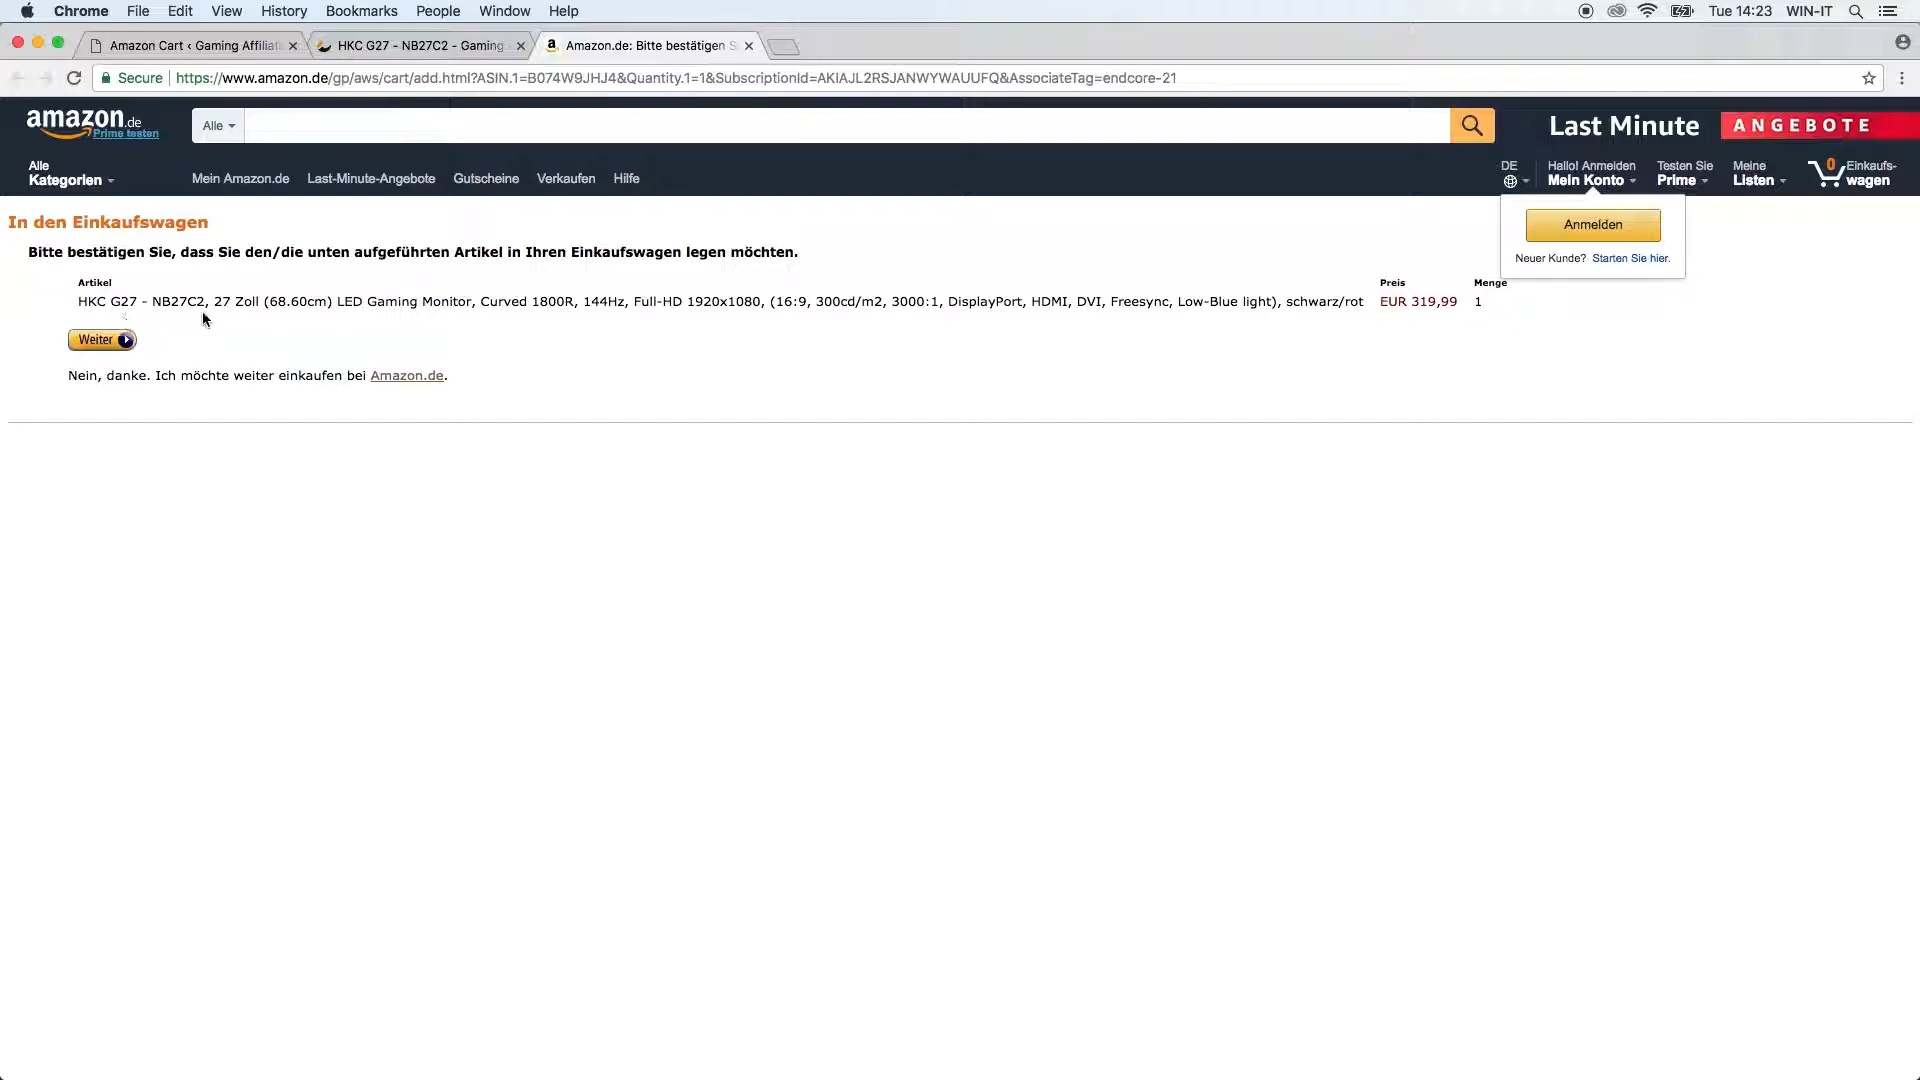 Chrome File Edit View History Bookmarks People Window Help Tue 14:23 WIN-IT
Amazon Cart ‹ Gaming Affiliat HKC G27 - NB27C2 - Gaming Amazon.de: Bitte bestätigen S
Secure https://www.amazon.de/gp/aws/cart/add.html?ASIN.1=B074W9JHJ4&Quantity.1=1&SubscriptionId=AKIAJL2RSJANWYWAUUFQ&AssociateTag=endcore-21
amazon.de
Prime testen
Alle
Last Minute ANGEBOTE
Alle
Kategorien
Mein Amazon.de Last-Minute-Angebote Gutscheine Verkaufen Hilfe
DE
Hallo! Anmelden
Mein Konto
Testen Sie
Prime
Meine
Listen
0
Einkaufs-
wagen
Anmelden
Neuer Kunde? Starten Sie hier.
In den Einkaufswagen
Bitte bestätigen Sie, dass Sie den/die unten aufgeführten Artikel in Ihren Einkaufswagen legen möchten.
Artikel Preis Menge
HKC G27 - NB27C2, 27 Zoll (68.60cm) LED Gaming Monitor, Curved 1800R, 144Hz, Full-HD 1920x1080, (16:9, 300cd/m2, 3000:1, DisplayPort, HDMI, DVI, Freesync, Low-Blue light), schwarz/rot EUR 319,99 1
Weiter
Nein, danke. Ich möchte weiter einkaufen bei Amazon.de.